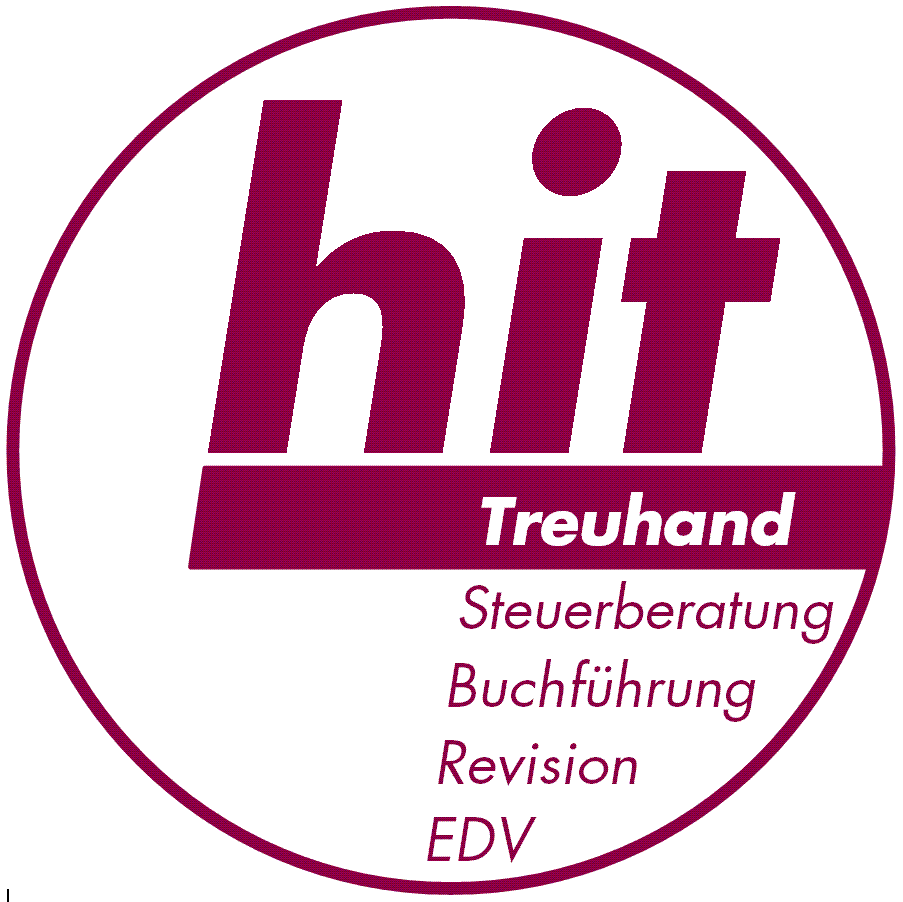 hit
Treuhand
Steuerberatung
Buchführung
Revision
EDV